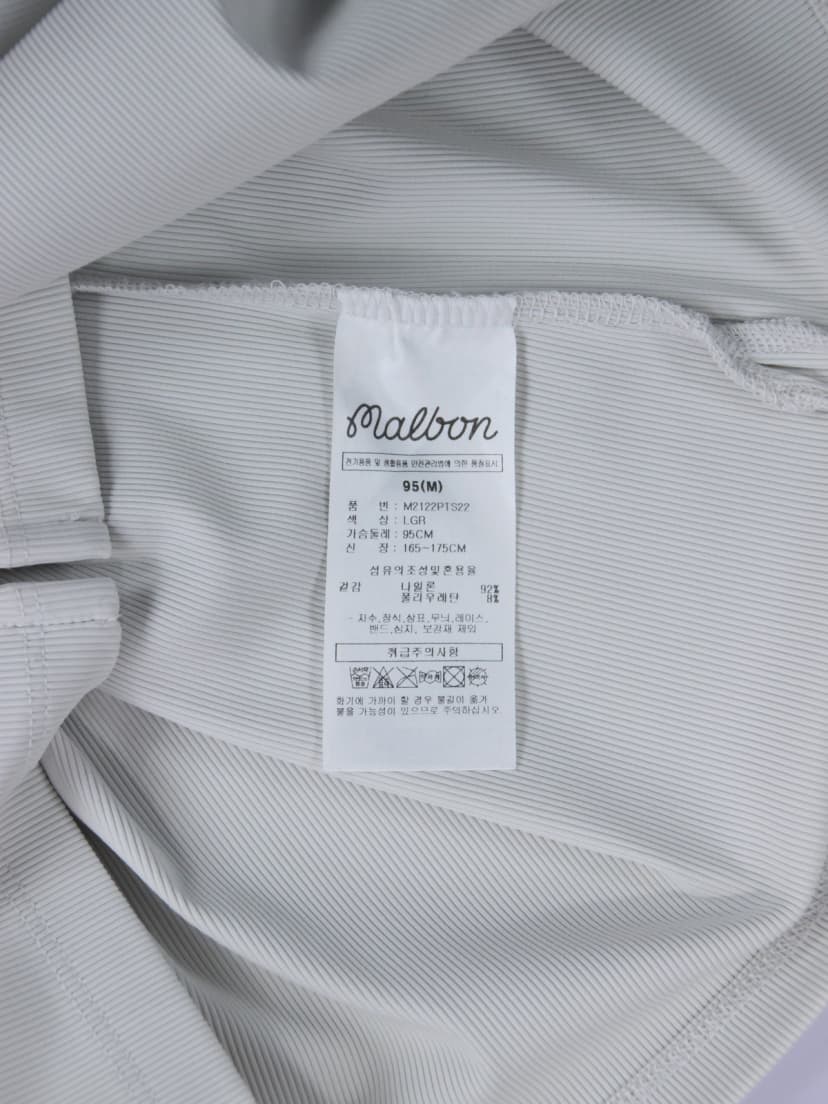 Malbon
전기용품 및 생활용품 안전관리법에 의한 품질표시
95(M)
품 번 : M2122PTS22
색 상 : LGR
가슴둘레 : 95CM
신 장 : 165~175CM
섬유의조성및혼용율
겉감 나일론 92%
폴리우레탄 8%
- 자수,장식,상표,무늬,레이스,
밴드,심지, 보강재 제외
취급주의사항
화기에 가까이 할 경우 불길이 옮겨
붙을 가능성이 있으므로 주의하십시오.